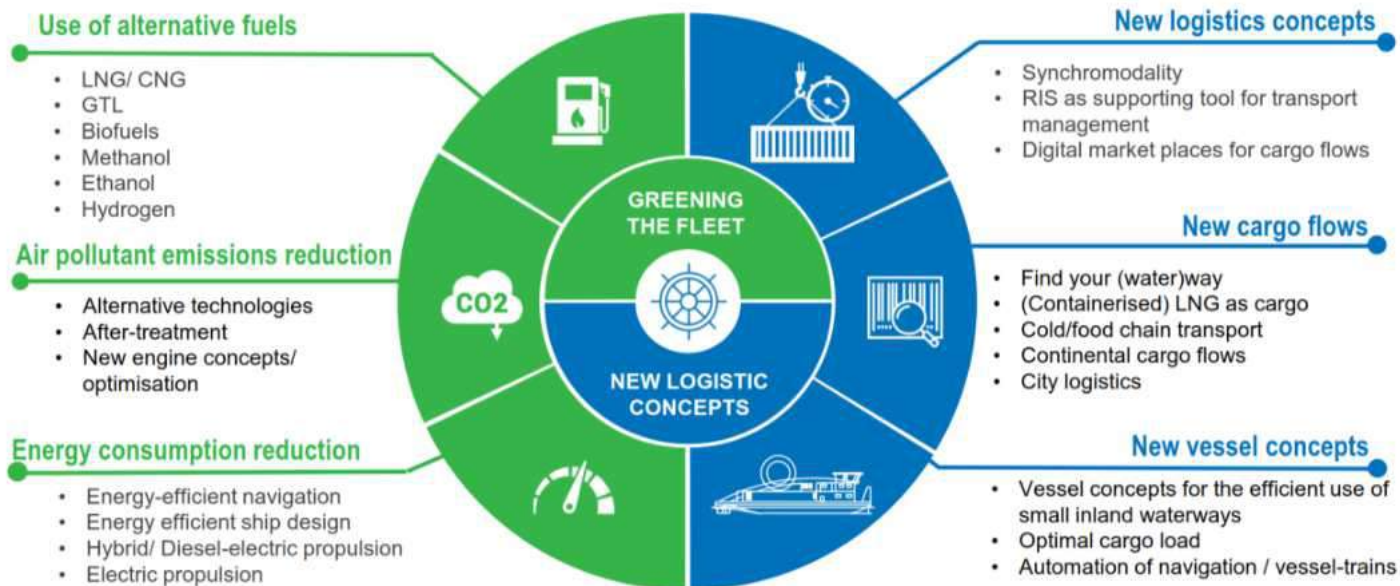 Use of alternative fuels
• LNG/ CNG
• GTL
• Biofuels
• Methanol
• Ethanol
• Hydrogen
Air pollutant emissions reduction
• Alternative technologies
• After-treatment
• New engine concepts/
optimisation
Energy consumption reduction
• Energy-efficient navigation
• Energy efficient ship design
• Hybrid/ Diesel-electric propulsion
• Electric propulsion
CO2
GREENING
THE FLEET
NEW LOGISTIC
CONCEPTS
New logistics concepts
• Synchromodality
• RIS as supporting tool for transport
management
• Digital market places for cargo flows
New cargo flows
• Find your (water)way
• (Containerised) LNG as cargo
• Cold/food chain transport
• Continental cargo flows
• City logistics
New vessel concepts
• Vessel concepts for the efficient use of
small inland waterways
• Optimal cargo load
• Automation of navigation / vessel-trains